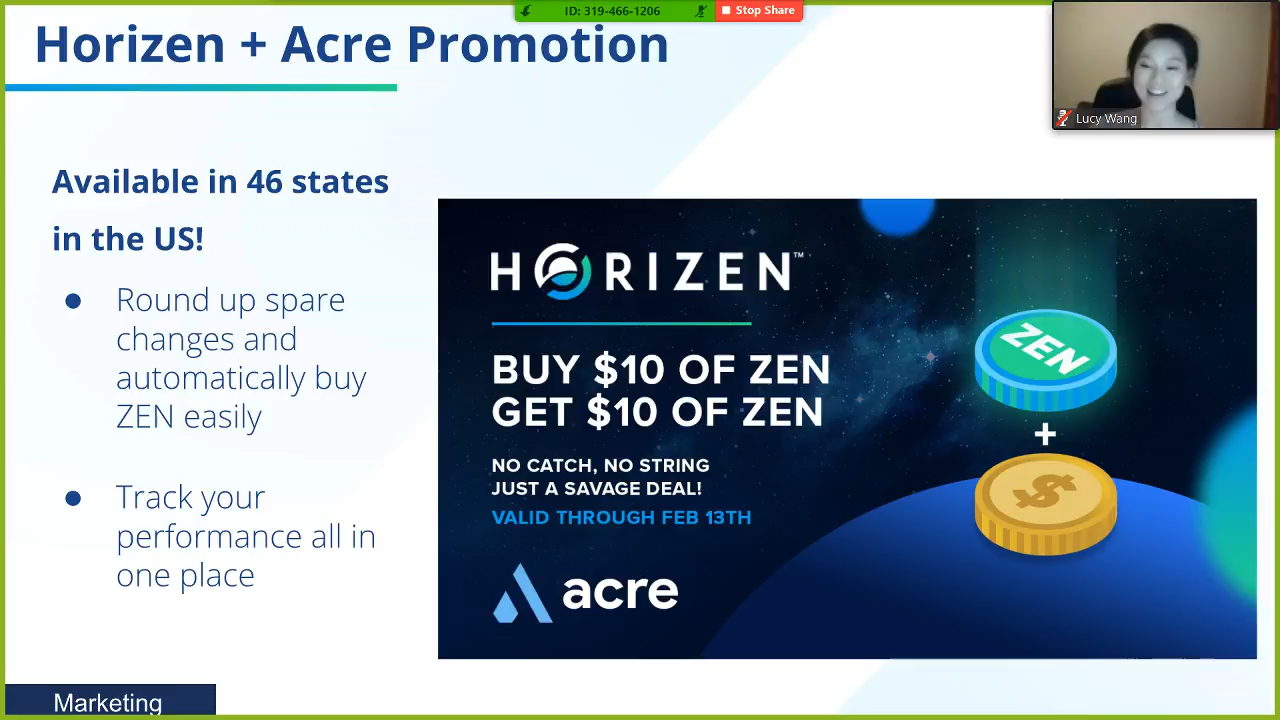 ID: 319-466-1206
Stop Share
Horizen + Acre Promotion
Lucy Wang
Available in 46 states
in the US!
● Round up spare
changes and
automatically buy
ZEN easily
● Track your
performance all in
one place
HORIZEN™
BUY $10 OF ZEN
GET $10 OF ZEN
NO CATCH, NO STRING
JUST A SAVAGE DEAL!
VALID THROUGH FEB 13TH
acre
ZEN
+
$
Marketing